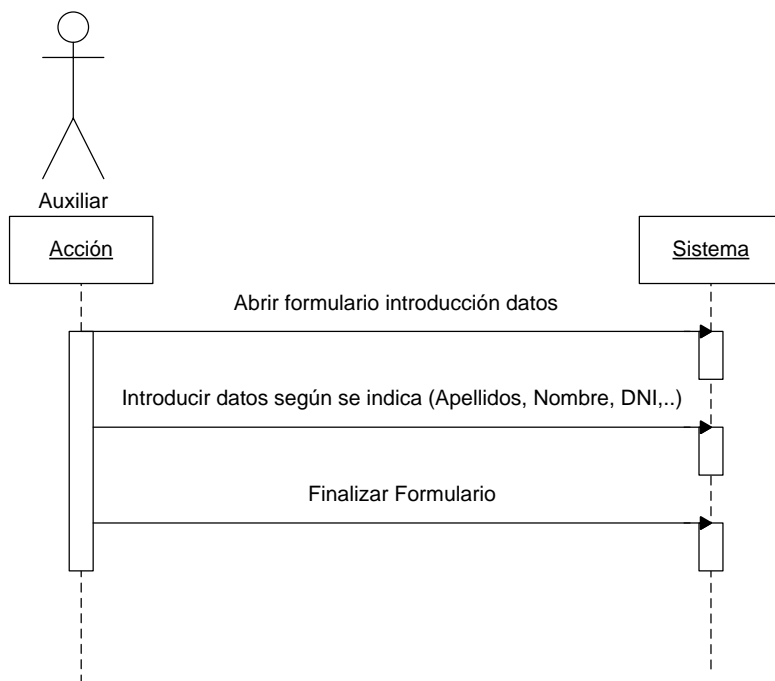 Auxiliar
Acción
Sistema
Abrir formulario introducción datos
Introducir datos según se indica (Apellidos, Nombre, DNI,..)
Finalizar Formulario